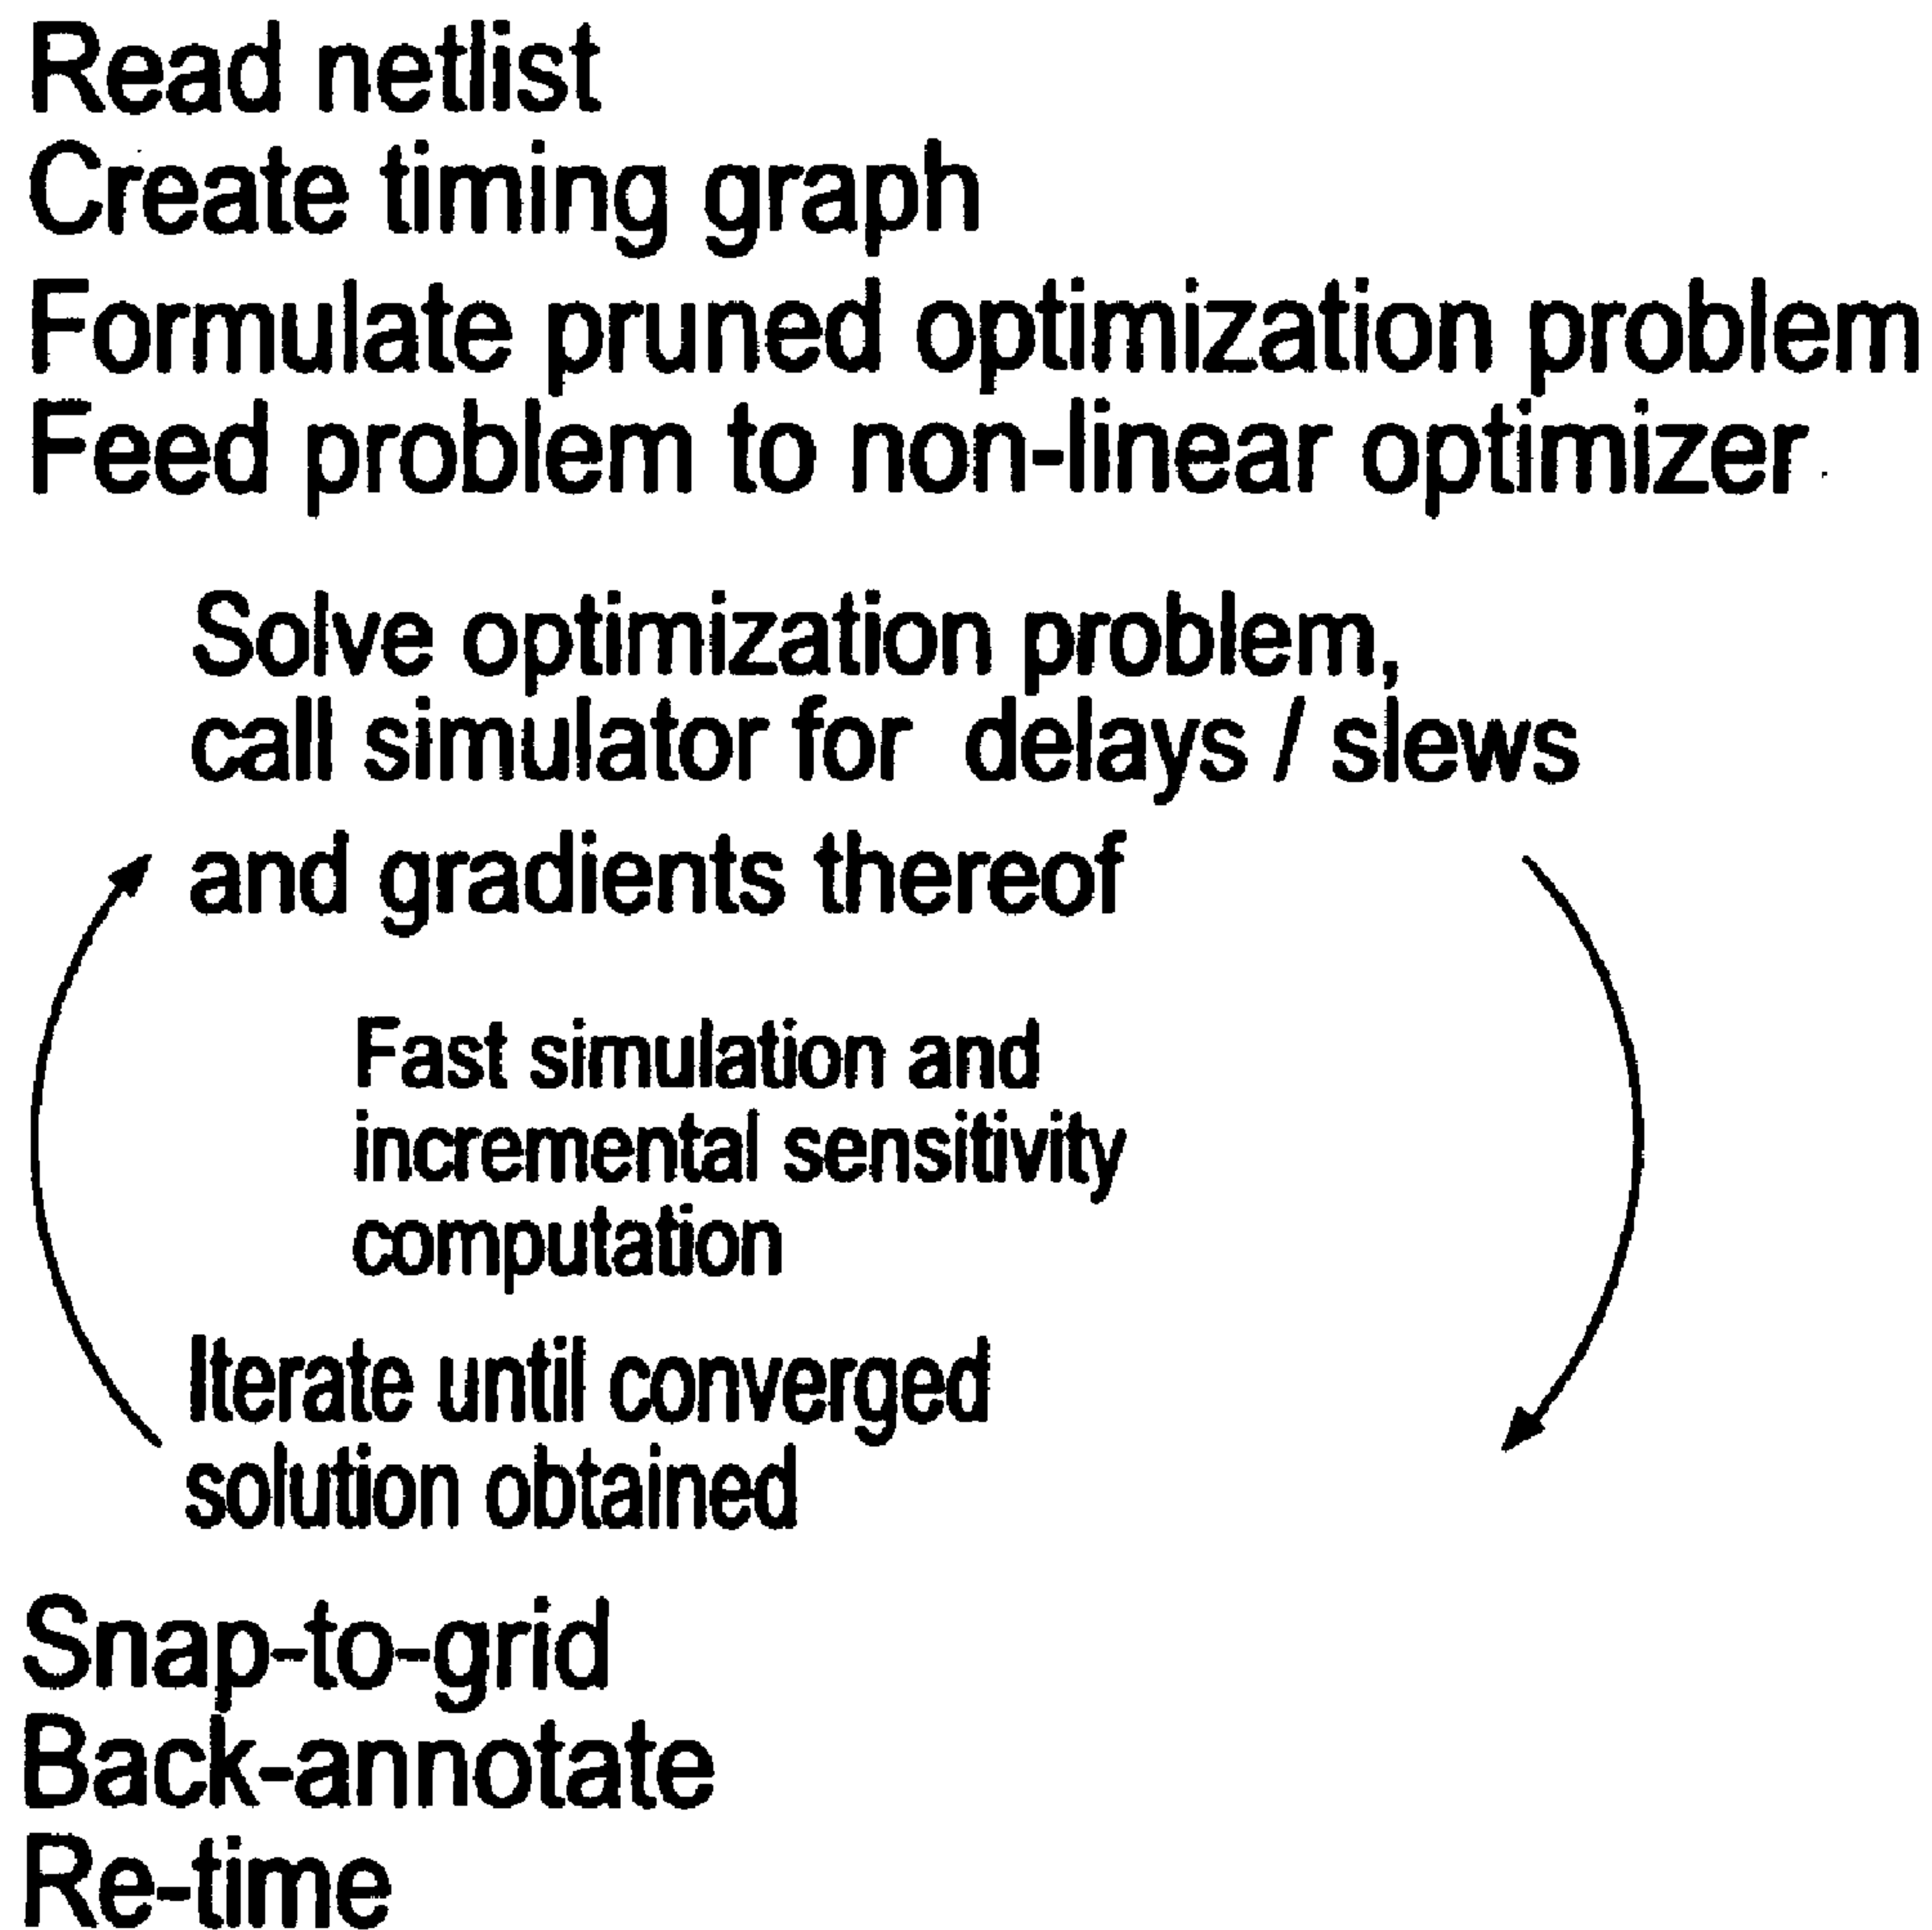 Read netlist
Create timing graph
Formulate pruned optimization problem
Feed problem to non-linear optimizer
Solve optimization problem,
call simulator for delays / slews
and gradients thereof
Fast simulation and
incremental sensitivity
computation
Iterate until converged
solution obtained
Snap-to-grid
Back-annotate
Re-time